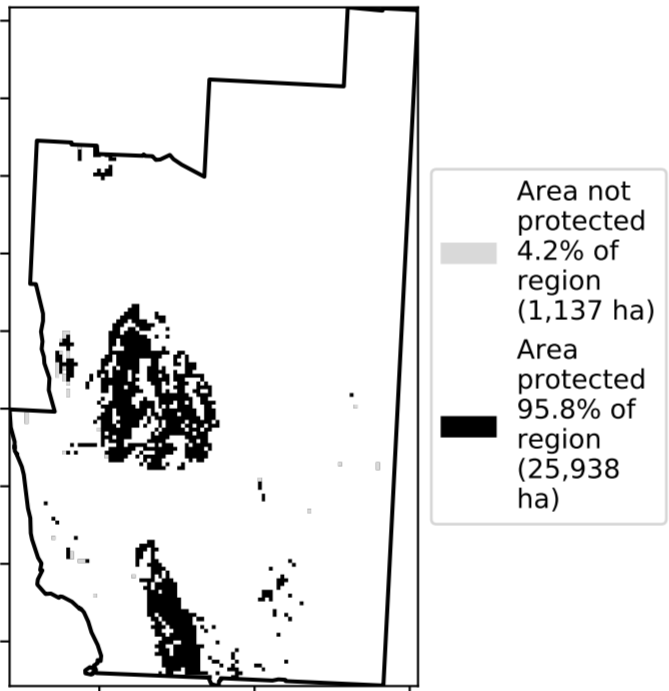 Area not
protected
4.2% of
region
(1,137 ha)
Area
protected
95.8% of
region
(25,938
ha)